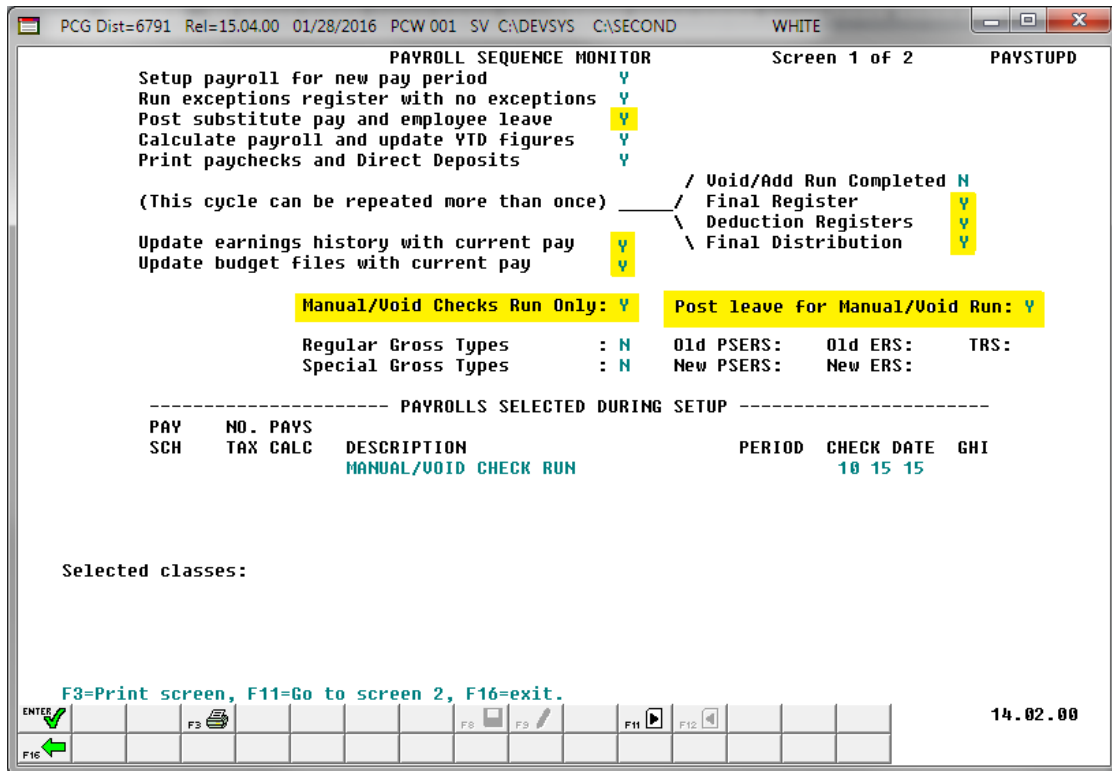 PCG Dist=6791 Rel=15.04.00 01/28/2016 PCW 001 SV C:\DEVSYS C:\SECOND WHITE
PAYROLL SEQUENCE MONITOR Screen 1 of 2 PAYSTUPD
Setup payroll for new pay period Y
Run exceptions register with no exceptions Y
Post substitute pay and employee leave Y
Calculate payroll and update YTD figures Y
Print paychecks and Direct Deposits Y
/ Void/Add Run Completed N
(This cycle can be repeated more than once) _____/ Final Register Y
\ Deduction Registers Y
Update earnings history with current pay Y \ Final Distribution Y
Update budget files with current pay Y
Manual/Void Checks Run Only: Y Post leave for Manual/Void Run: Y
Regular Gross Types : N Old PSERS: Old ERS: TRS:
Special Gross Types : N New PSERS: New ERS:
----------------------- PAYROLLS SELECTED DURING SETUP ------------------------
PAY NO. PAYS
SCH TAX CALC DESCRIPTION PERIOD CHECK DATE GHI
MANUAL/VOID CHECK RUN 10 15 15
Selected classes:
F3=Print screen, F11=Go to screen 2, F16=exit.
ENTER F3 F8 F9 F11 F12 14.02.00
F16